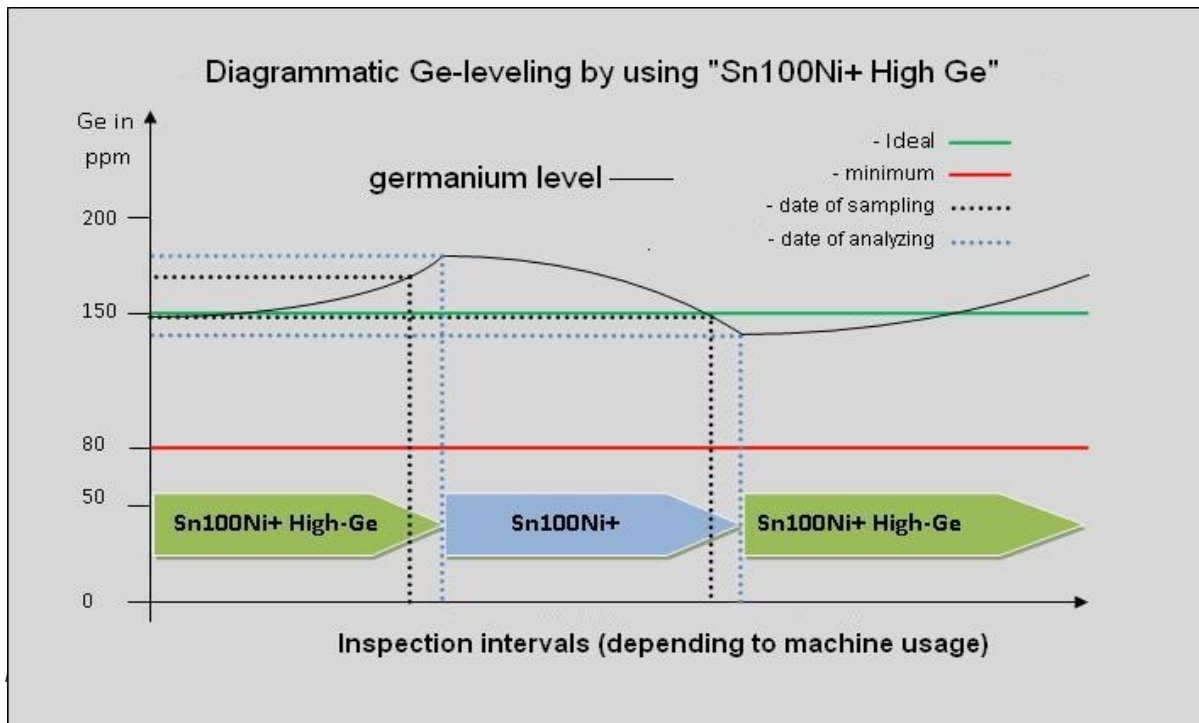 Diagrammatic Ge-leveling by using "Sn100Ni+ High Ge"
Ge in
ppm
- Ideal
- minimum
- date of sampling
- date of analyzing
germanium level
200
150
80
50
0
Sn100Ni+ High-Ge
Sn100Ni+
Sn100Ni+ High-Ge
Inspection intervals (depending to machine usage)